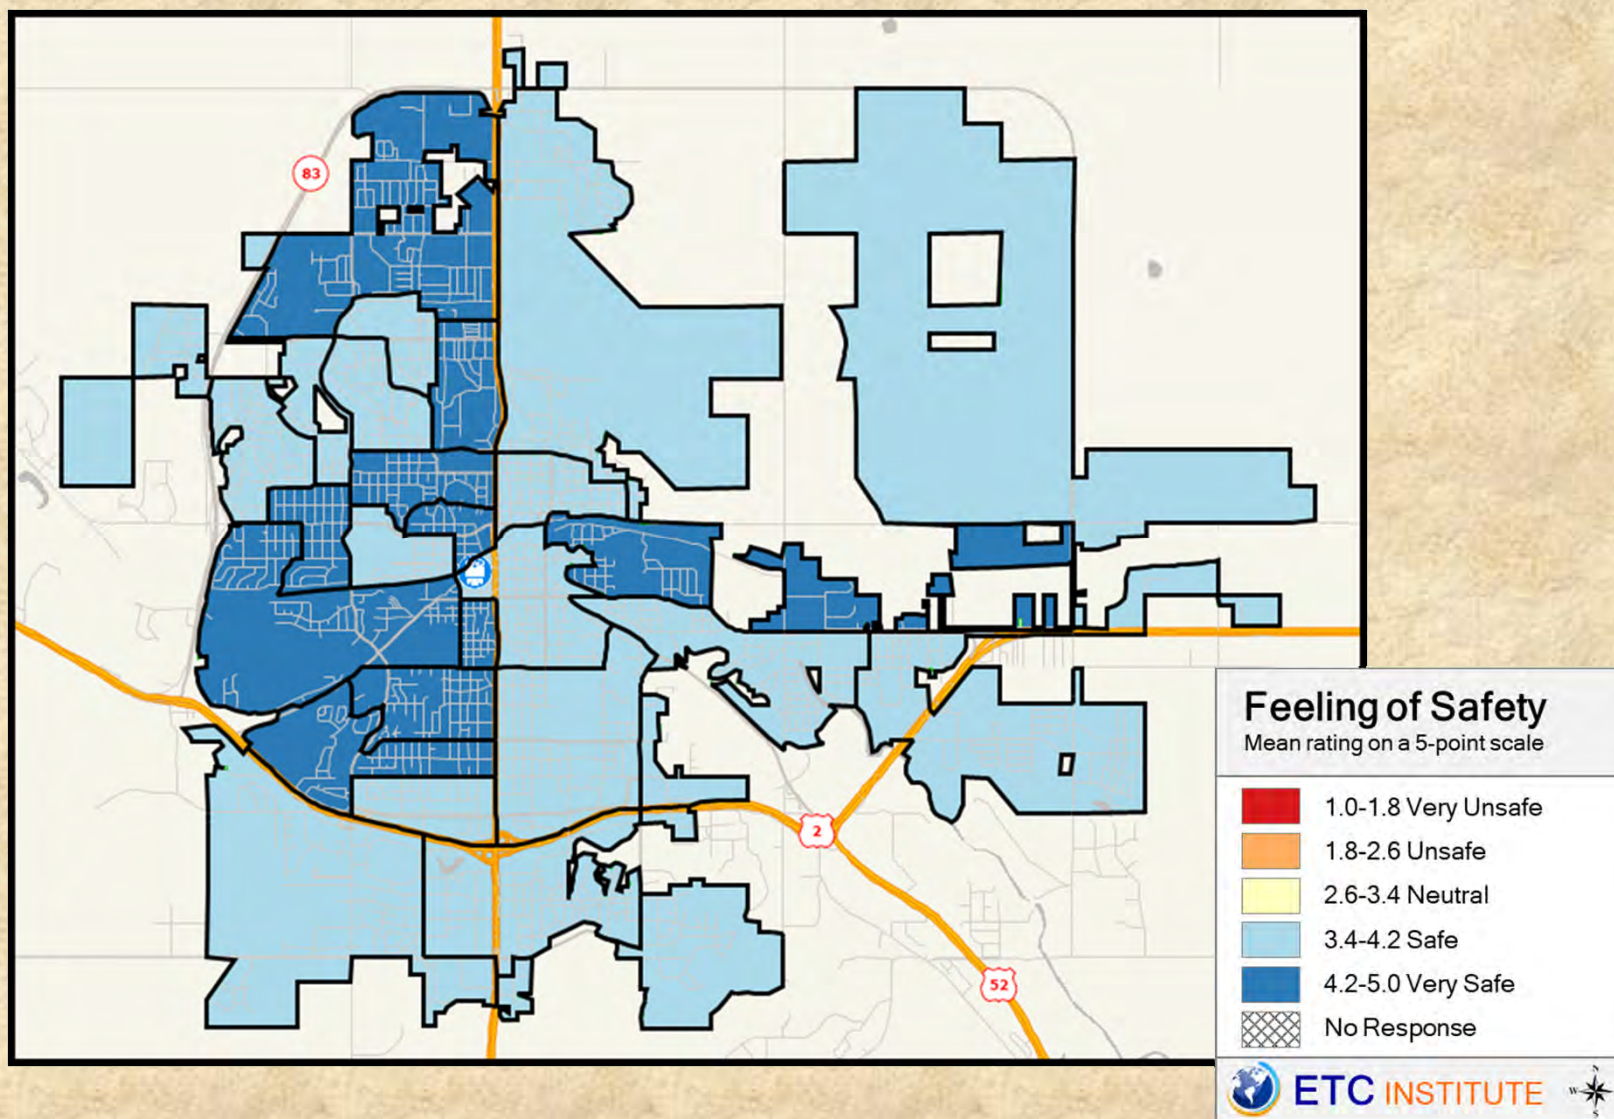 83
2
52
Feeling of Safety
Mean rating on a 5-point scale
1.0-1.8 Very Unsafe
1.8-2.6 Unsafe
2.6-3.4 Neutral
3.4-4.2 Safe
4.2-5.0 Very Safe
No Response
ETC INSTITUTE
N
W
S